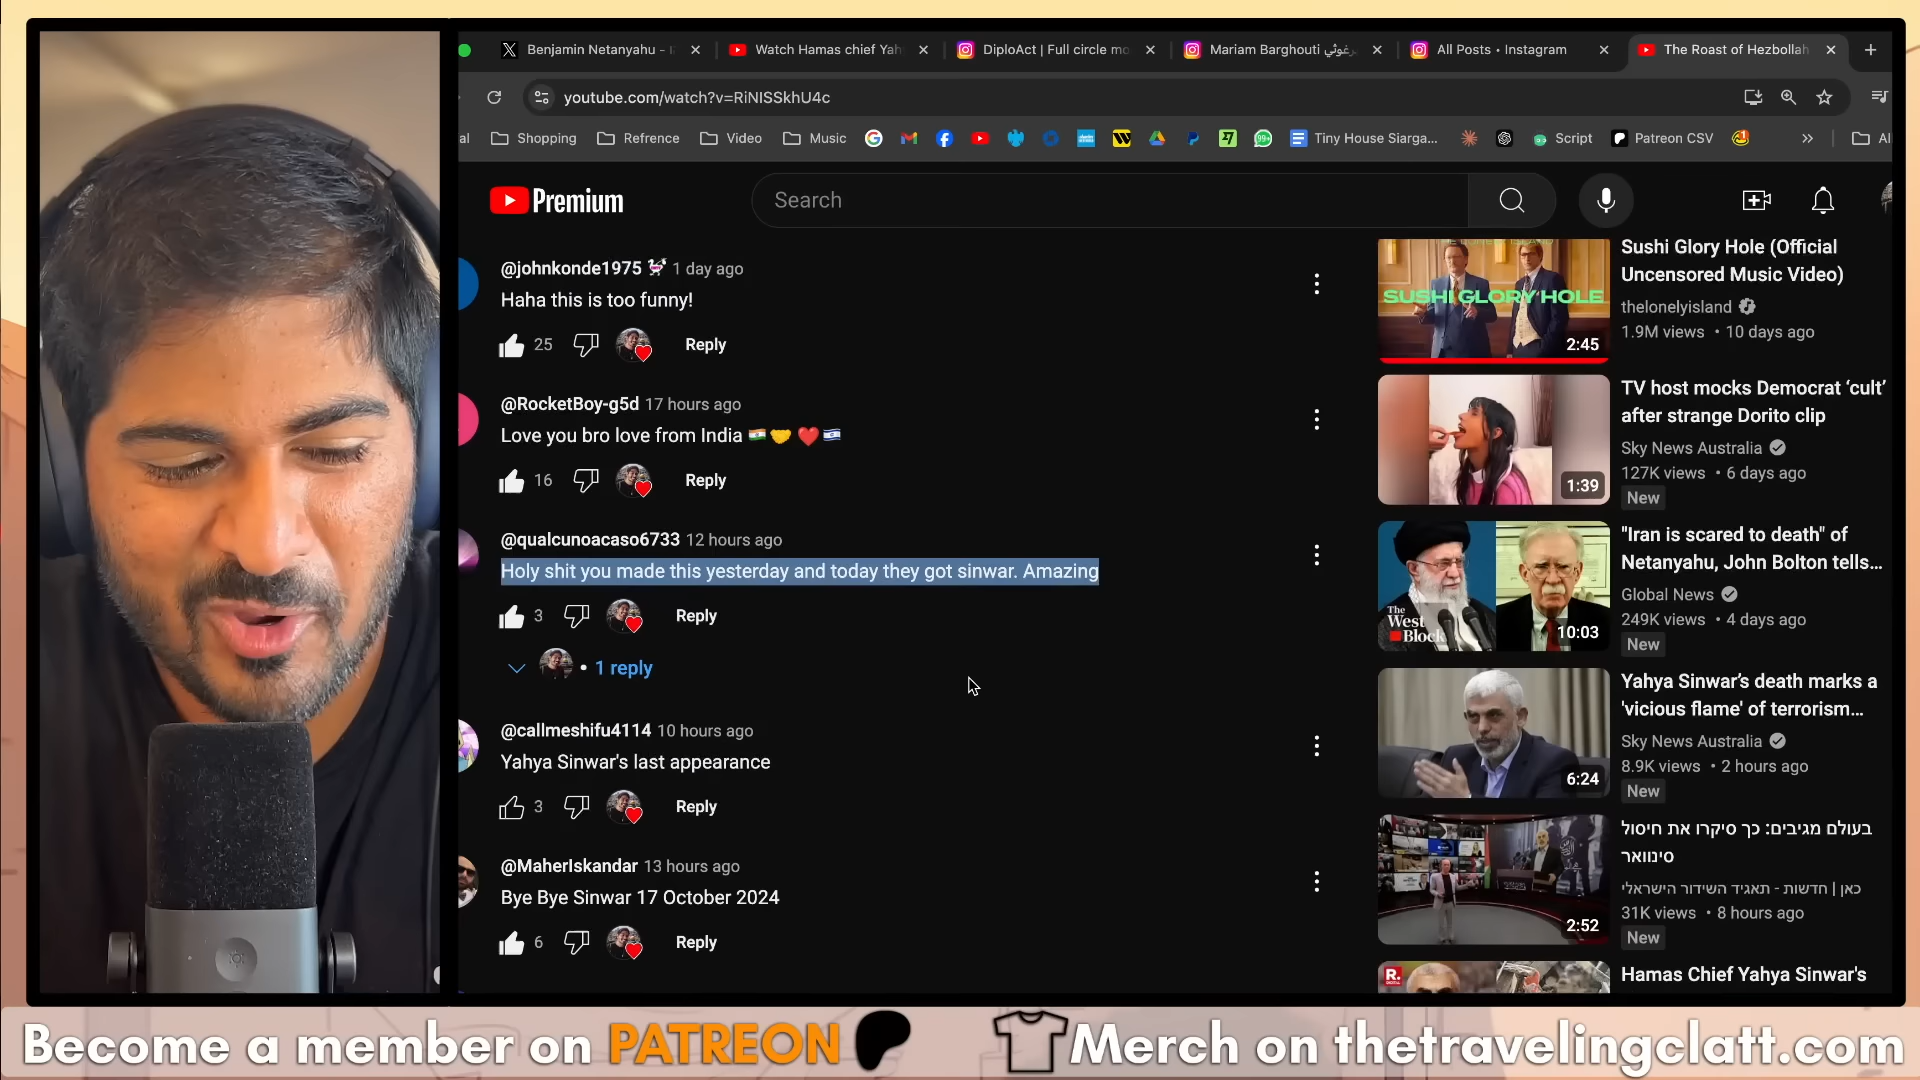 Benjamin Netanyahu -
Watch Hamas chief Yah
DiploAct | Full circle mo
Mariam Barghouti
All Posts • Instagram
The Roast of Hezbollah
youtube.com/watch?v=RiNISSkhU4c
al
Shopping
Refrence
Video
Music
Tiny House Siarga...
Script
Patreon CSV
Al
Premium
Search
@johnkonde1975 1 day ago
Haha this is too funny!
25
Reply
@RocketBoy-g5d 17 hours ago
Love you bro love from India 🇮🇳🤝❤️🇮🇱
16
Reply
@qualcunoacaso6733 12 hours ago
Holy shit you made this yesterday and today they got sinwar. Amazing
3
Reply
• 1 reply
@callmeshifu4114 10 hours ago
Yahya Sinwar's last appearance
3
Reply
@MaherIskandar 13 hours ago
Bye Bye Sinwar 17 October 2024
6
Reply
SUSHI GLORY HOLE
2:45
Sushi Glory Hole (Official
Uncensored Music Video)
thelonelyisland
1.9M views • 10 days ago
1:39
TV host mocks Democrat ‘cult’
after strange Dorito clip
Sky News Australia
127K views • 6 days ago
New
The
West
Block
10:03
"Iran is scared to death" of
Netanyahu, John Bolton tells...
Global News
249K views • 4 days ago
New
6:24
Yahya Sinwar’s death marks a
'vicious flame' of terrorism...
Sky News Australia
8.9K views • 2 hours ago
New
2:52
בעולם מגיבים: כך סיקרו את חיסול
סינוואר
כאן | חדשות - תאגיד השידור הישראלי
31K views • 8 hours ago
New
R.
Hamas Chief Yahya Sinwar's
Become a member on PATREON
Merch on thetravelingclatt.com